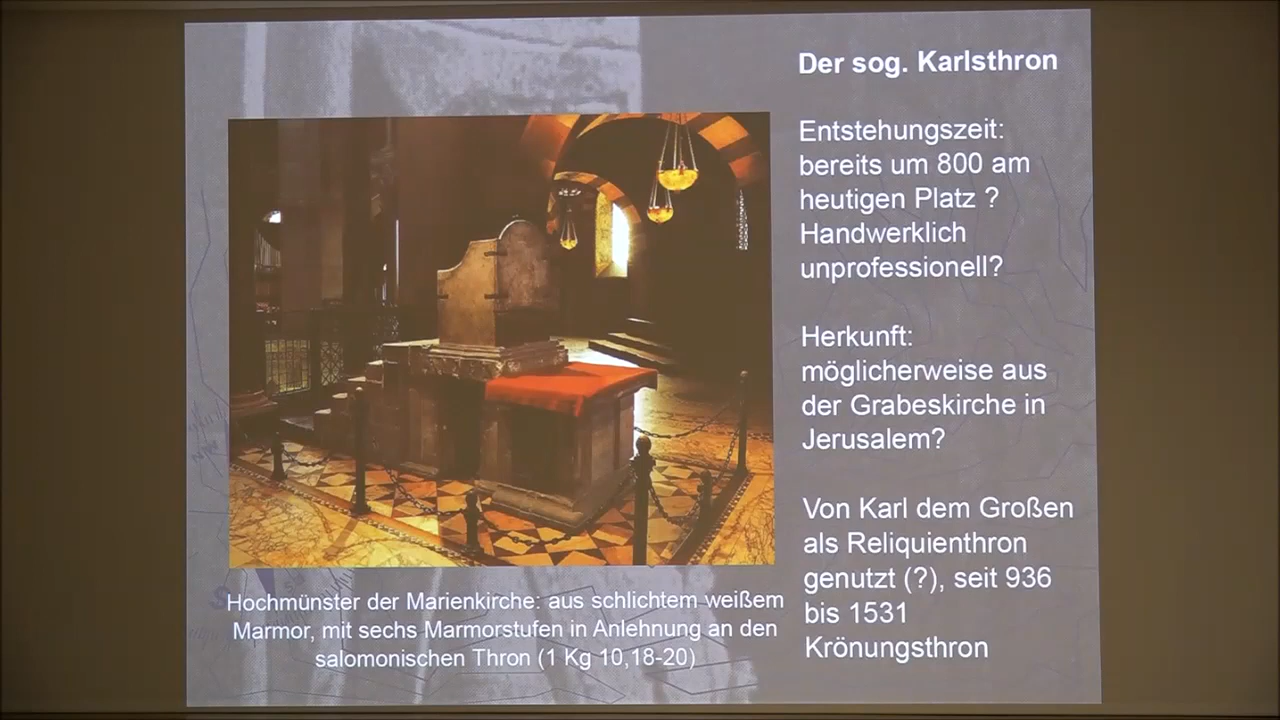 Der sog. Karlsthron
Entstehungszeit:
bereits um 800 am
heutigen Platz ?
Handwerklich
unprofessionell?
Herkunft:
möglicherweise aus
der Grabeskirche in
Jerusalem?
Von Karl dem Großen
als Reliquienthron
genutzt (?), seit 936
bis 1531
Krönungsthron
Hochmünster der Marienkirche: aus schlichtem weißem
Marmor, mit sechs Marmorstufen in Anlehnung an den
salomonischen Thron (1 Kg 10,18-20)